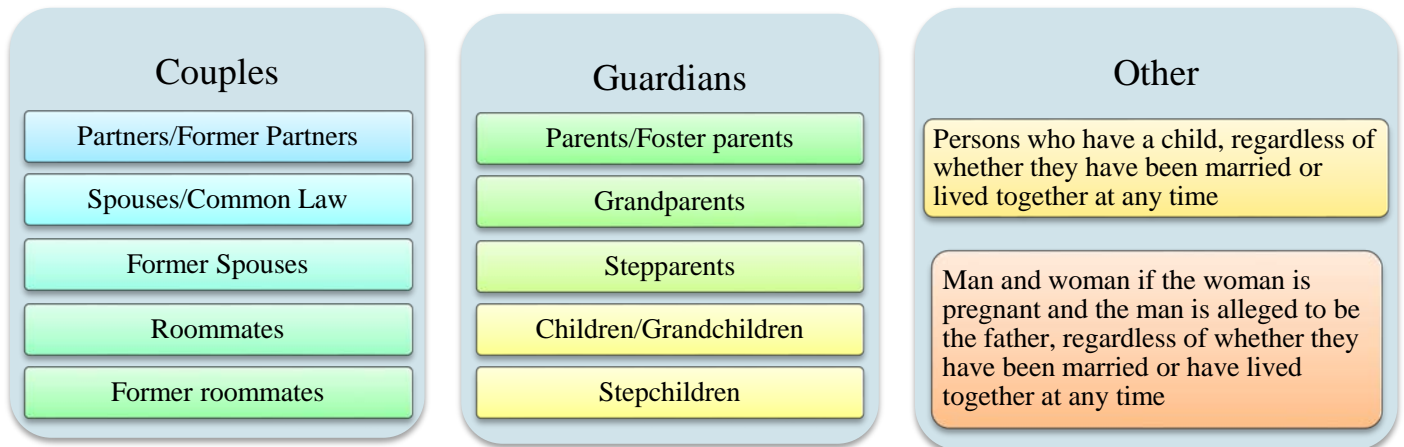 Couples
Partners/Former Partners
Spouses/Common Law
Former Spouses
Roommates
Former roommates
Guardians
Parents/Foster parents
Grandparents
Stepparents
Children/Grandchildren
Stepchildren
Other
Persons who have a child, regardless of
whether they have been married or
lived together at any time
Man and woman if the woman is
pregnant and the man is alleged to be
the father, regardless of whether they
have been married or have lived
together at any time